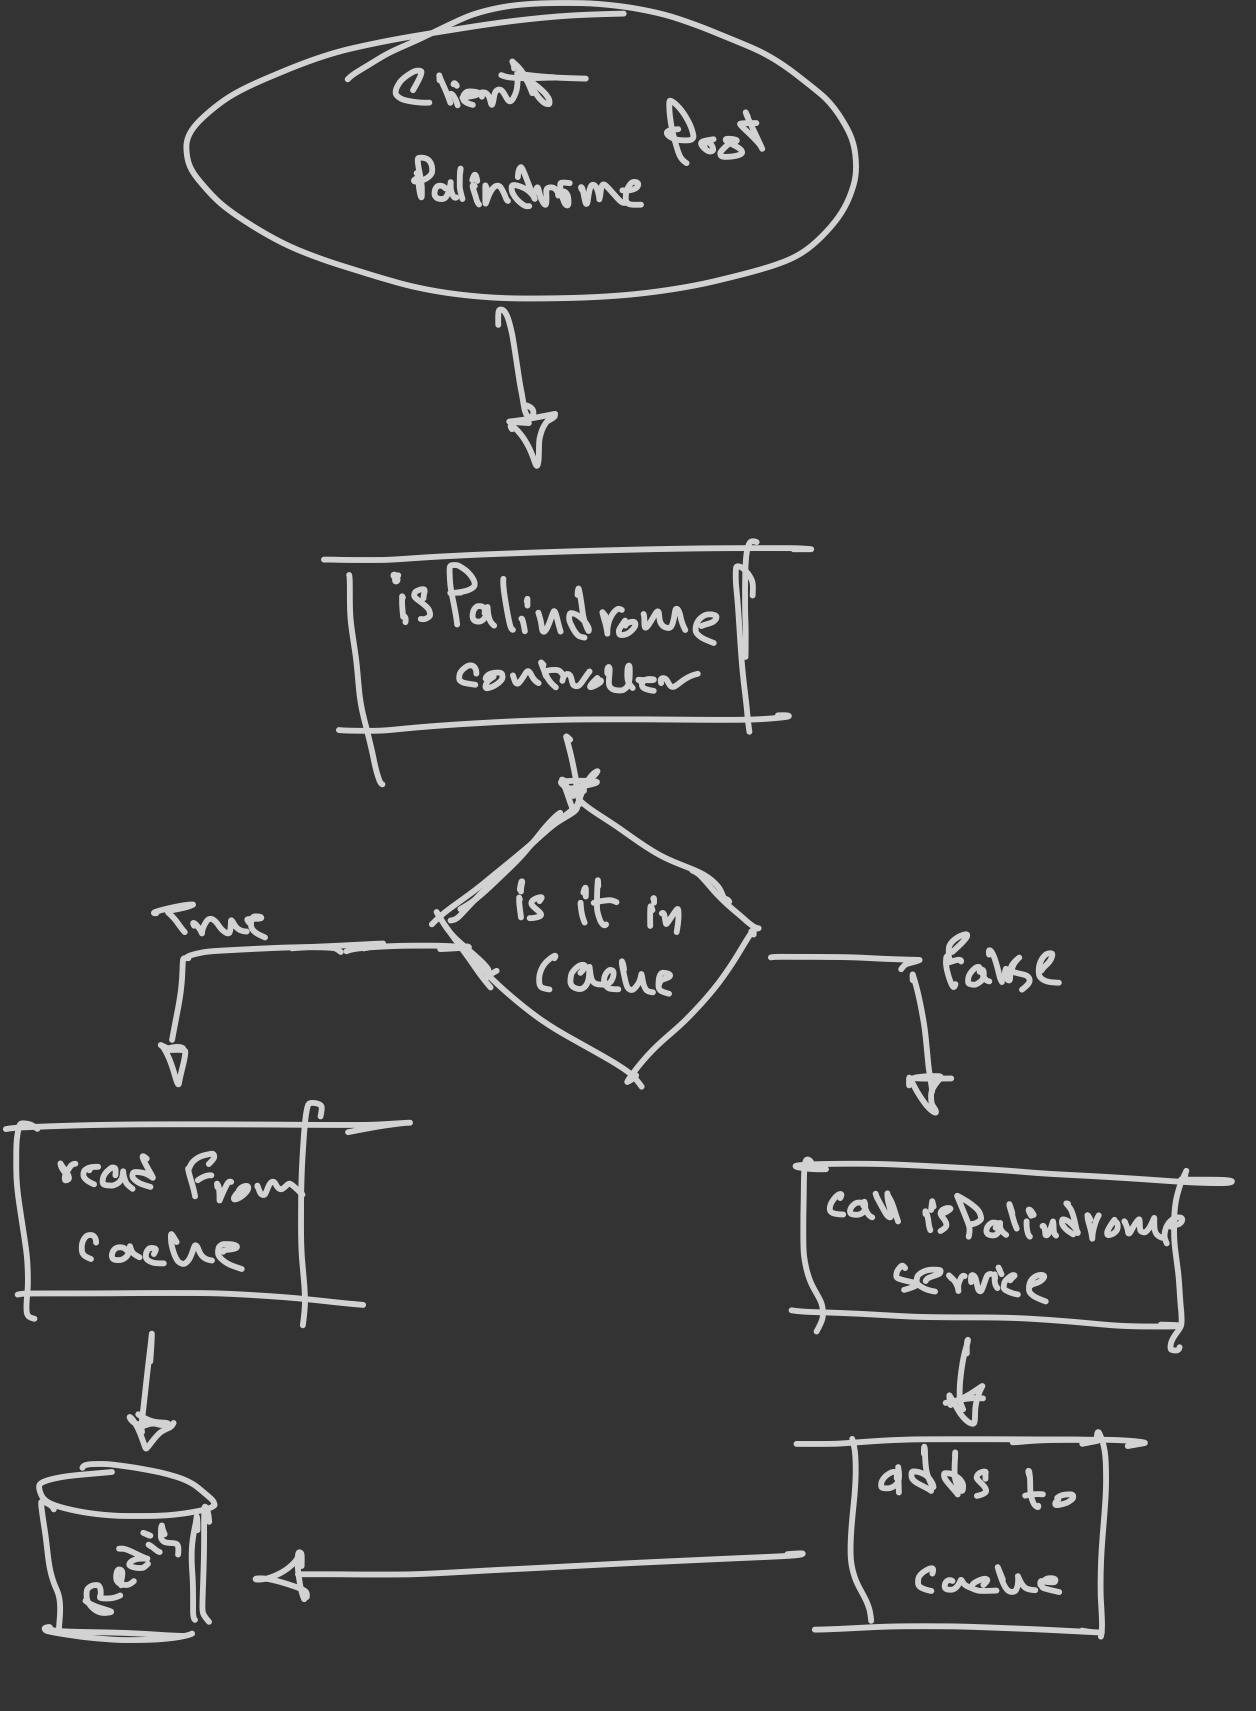 Client Post
Palindrome
isPalindrome
controller
is it in
cache
True
False
read From
cache
call isPalindrome
service
adds to
cache
Redis